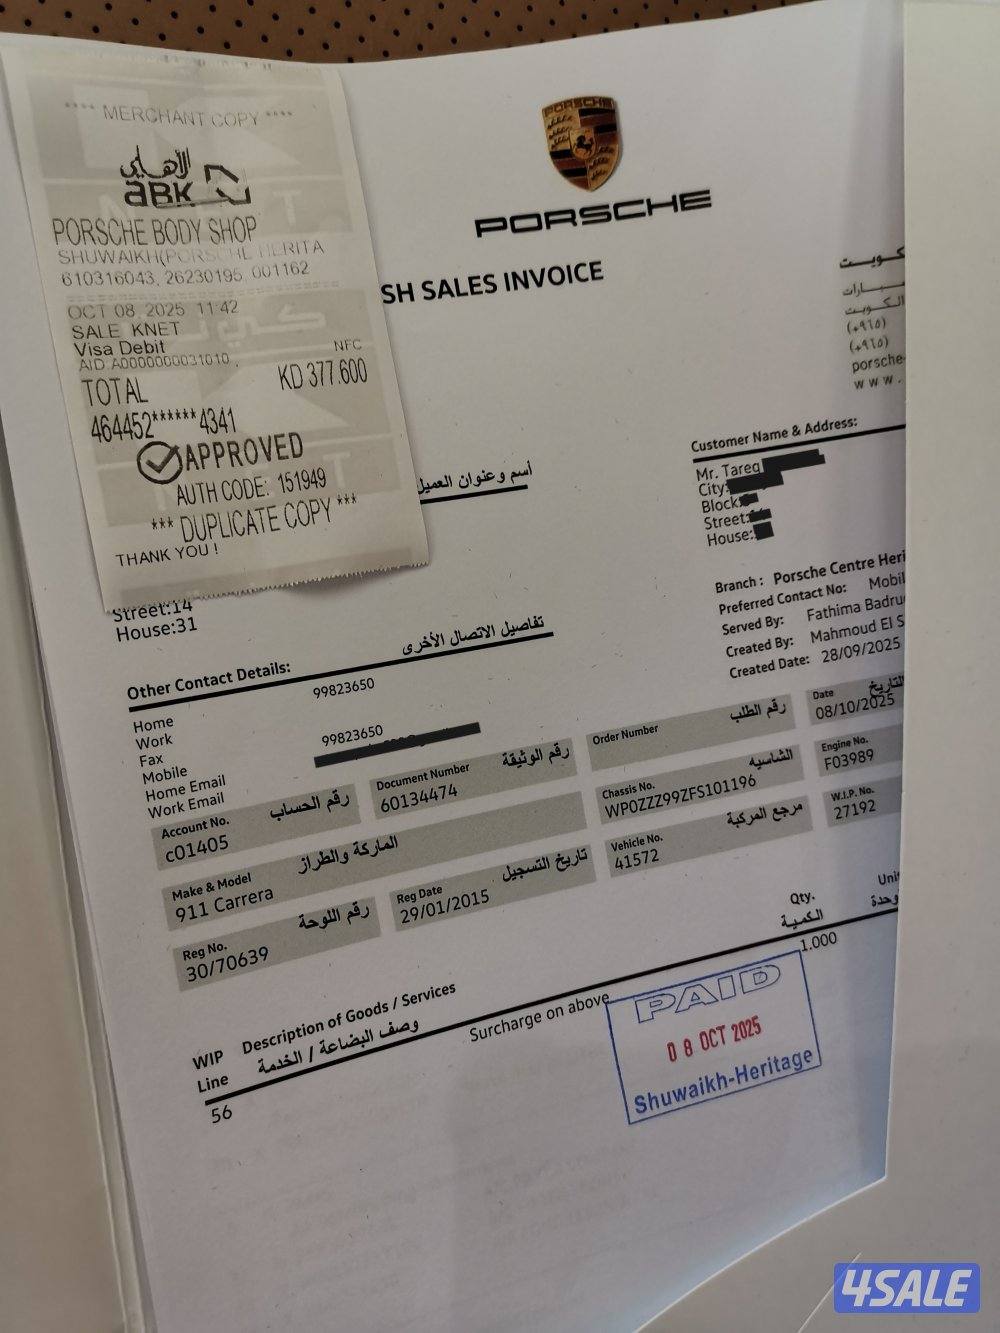 **** MERCHANT COPY ****
الأهلي
aBK
PORSCHE BODY SHOP
SHUWAIKH(PORSCHE HERITA
610316043, 26230195, 001162
OCT 08, 2025 11:42
SALE KNET
Visa Debit NFC
AID:A0000000031010
TOTAL KD 377.600
464452******4341
APPROVED
AUTH CODE: 151949
*** DUPLICATE COPY ***
THANK YOU !
PORSCHE
PORSCHE
SH SALES INVOICE
(+٩٦٥)
(+٩٦٥)
porsche-
www.
أسم وعنوان العميل
Customer Name & Address:
Mr. Tareq
City:
Block:
Street:
House:
Street:14
House:31
Branch : Porsche Centre Heri
Preferred Contact No: Mobil
Served By: Fathima Badru
Created By: Mahmoud El S
Created Date: 28/09/2025
Other Contact Details: تفاصيل الاتصال الأخرى
Home 99823650
Work
Fax
Mobile 99823650
Home Email
Work Email
Account No. رقم الحساب
c01405
Document Number رقم الوثيقة
60134474
Order Number رقم الطلب
Date التاريخ
08/10/2025
Make & Model الماركة والطراز
911 Carrera
Chassis No. الشاسيه
WP0ZZZ99ZFS101196
Engine No.
F03989
Reg No. رقم اللوحة
30/70639
Reg Date تاريخ التسجيل
29/01/2015
Vehicle No. مرجع المركبة
41572
W.I.P. No.
27192
WIP
Line
Description of Goods / Services
وصف البضاعة / الخدمة
Qty.
الكمية
Uni
وحدة
56 Surcharge on above 1.000
PAID
08 OCT 2025
Shuwaikh-Heritage
4SALE